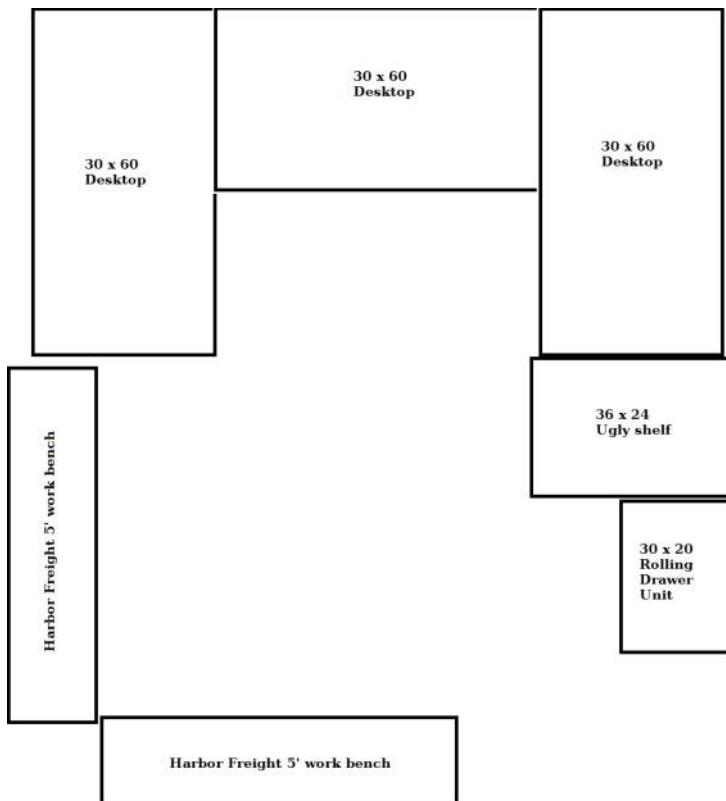 30 x 60
Desktop
30 x 60
Desktop
30 x 60
Desktop
36 x 24
Ugly shelf
Harbor Freight 5' work bench
30 x 20
Rolling
Drawer
Unit
Harbor Freight 5' work bench